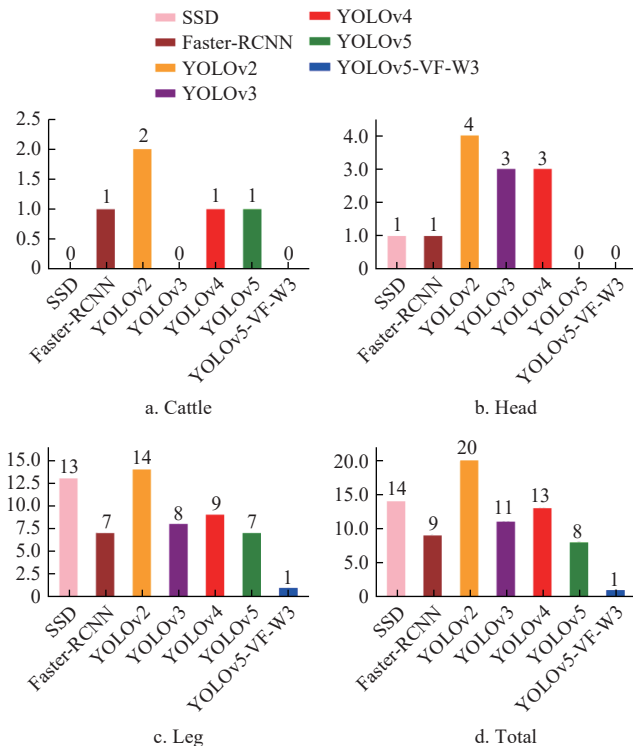 SSD
Faster-RCNN
YOLOv2
YOLOv3
YOLOv4
YOLOv5
YOLOv5-VF-W3
2.5
2.0
1.5
1.0
0.5
0
0
1
2
0
1
1
0
SSD
Faster-RCNN
YOLOv2
YOLOv3
YOLOv4
YOLOv5
YOLOv5-VF-W3
a. Cattle
4.0
3.0
2.0
1.0
0
1
1
4
3
3
0
0
SSD
Faster-RCNN
YOLOv2
YOLOv3
YOLOv4
YOLOv5
YOLOv5-VF-W3
b. Head
15.0
12.5
10.0
7.5
5.0
2.5
0
13
7
14
8
9
7
1
SSD
Faster-RCNN
YOLOv2
YOLOv3
YOLOv4
YOLOv5
YOLOv5-VF-W3
c. Leg
20.0
15.0
10.0
5.0
0
14
9
20
11
13
8
1
SSD
Faster-RCNN
YOLOv2
YOLOv3
YOLOv4
YOLOv5
YOLOv5-VF-W3
d. Total